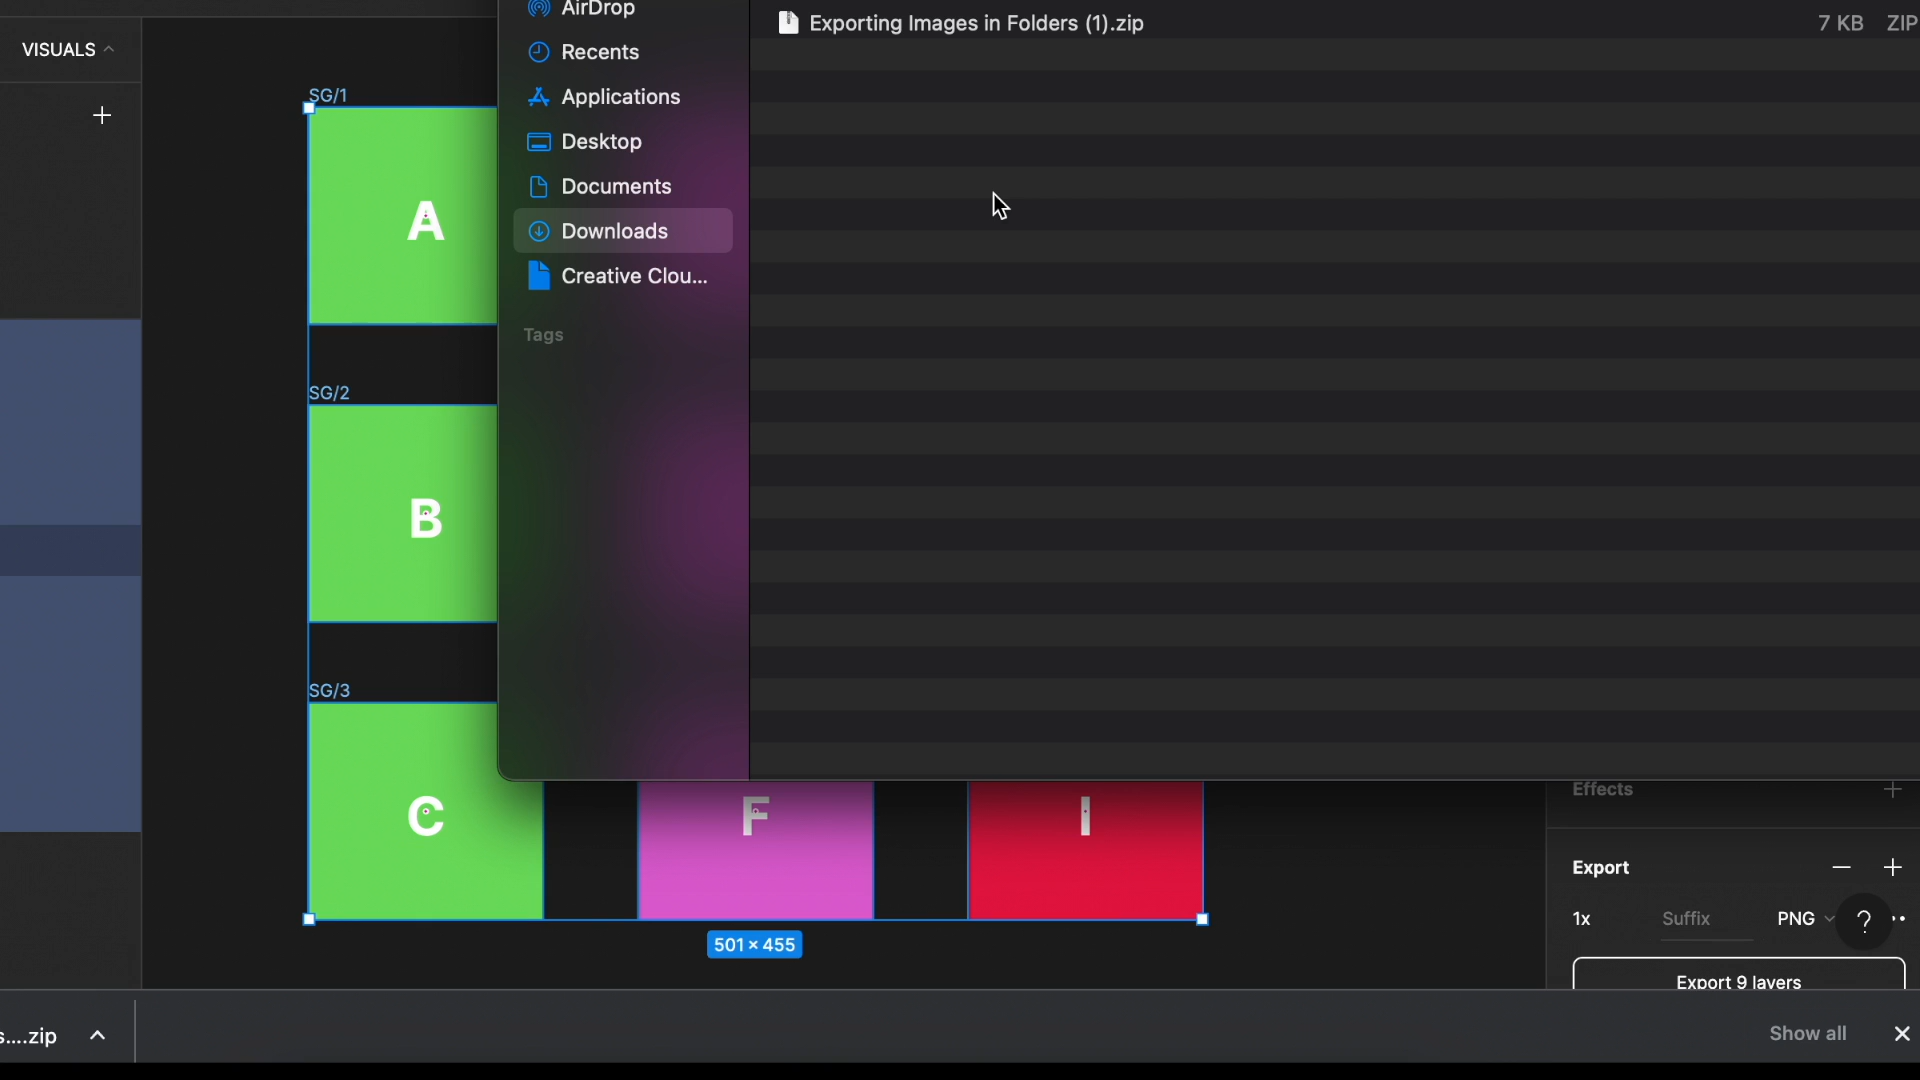 AirDrop
Exporting Images in Folders (1).zip
7 KB
ZIP
VISUALS
Recents
SG/1
Applications
Desktop
Documents
A
Downloads
Creative Clou...
Tags
SG/2
B
SG/3
C
F
I
Effects
Export
1x
Suffix
PNG
?
501 × 455
Export 9 layers
s....zip
Show all